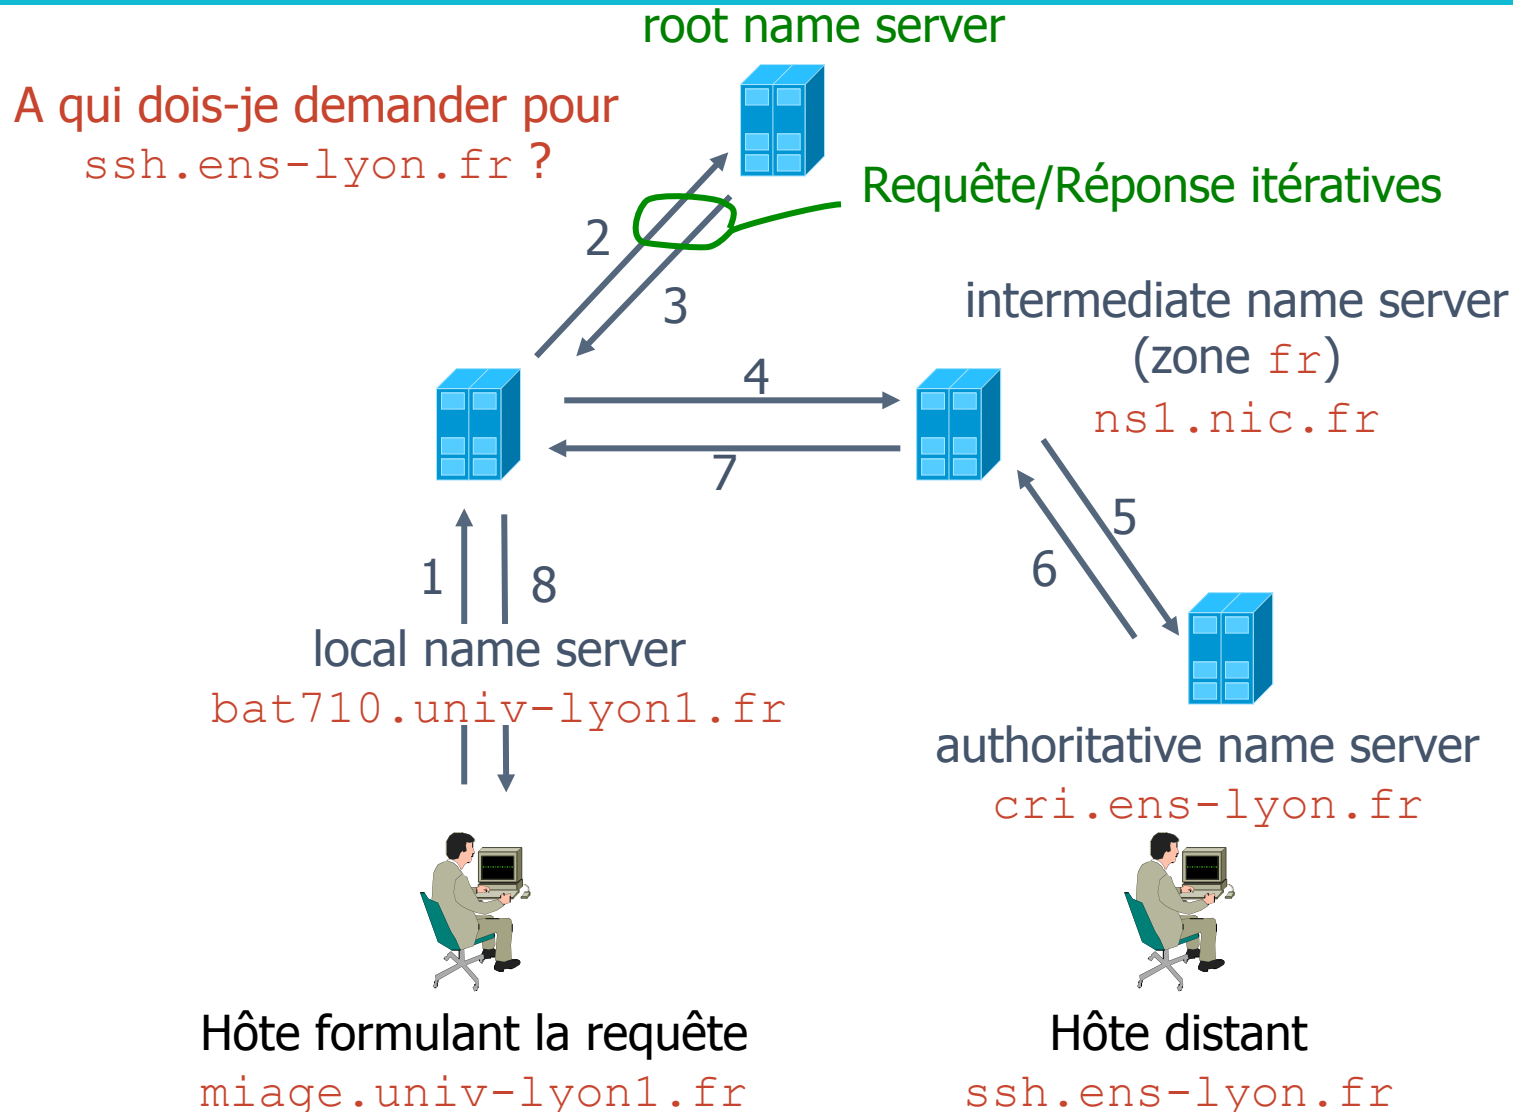 root name server
A qui dois-je demander pour
ssh.ens-lyon.fr ?
Requête/Réponse itératives
2
3
intermediate name server
(zone fr)
ns1.nic.fr
4
7
5
6
1
8
local name server
bat710.univ-lyon1.fr
authoritative name server
cri.ens-lyon.fr
Hôte formulant la requête
miage.univ-lyon1.fr
Hôte distant
ssh.ens-lyon.fr